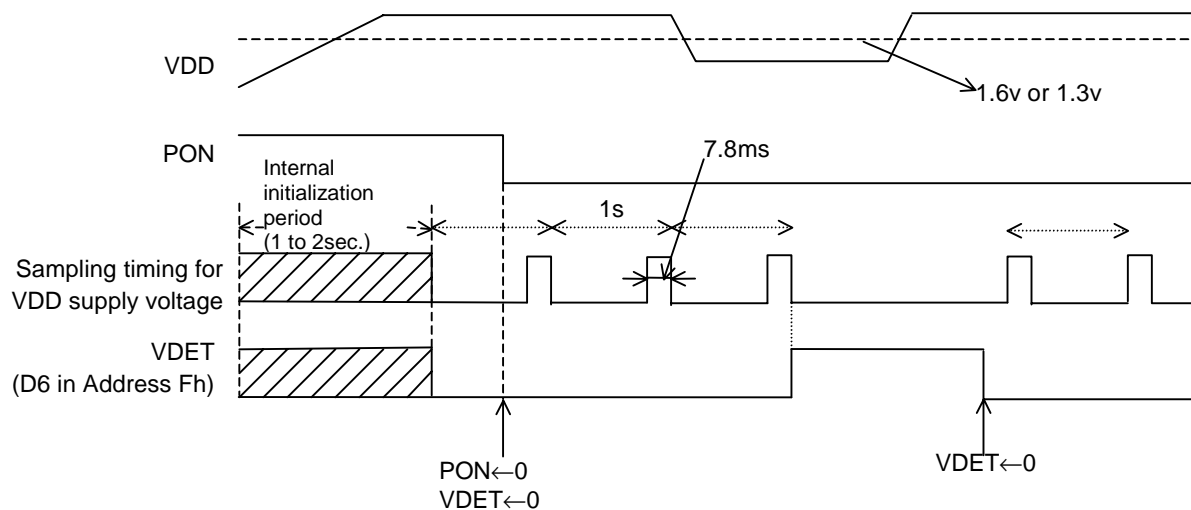 VDD
1.6v or 1.3v
PON
7.8ms
Internal
initialization
period
(1 to 2sec.)
1s
Sampling timing for
VDD supply voltage
VDET
(D6 in Address Fh)
PON←0
VDET←0
VDET←0